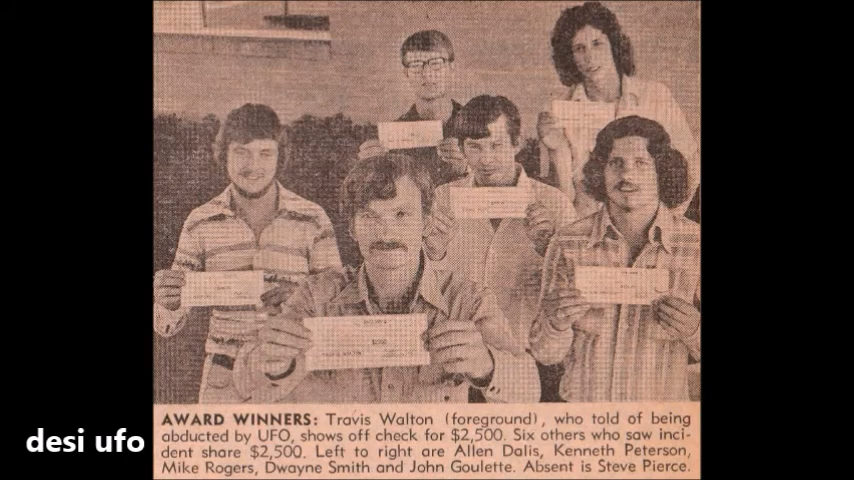 AWARD WINNERS: Travis Walton (foreground), who told of being
abducted by UFO, shows off check for $2,500. Six others who saw inci-
dent share $2,500. Left to right are Allen Dalis, Kenneth Peterson,
Mike Rogers, Dwayne Smith and John Goulette. Absent is Steve Pierce.
desi ufo